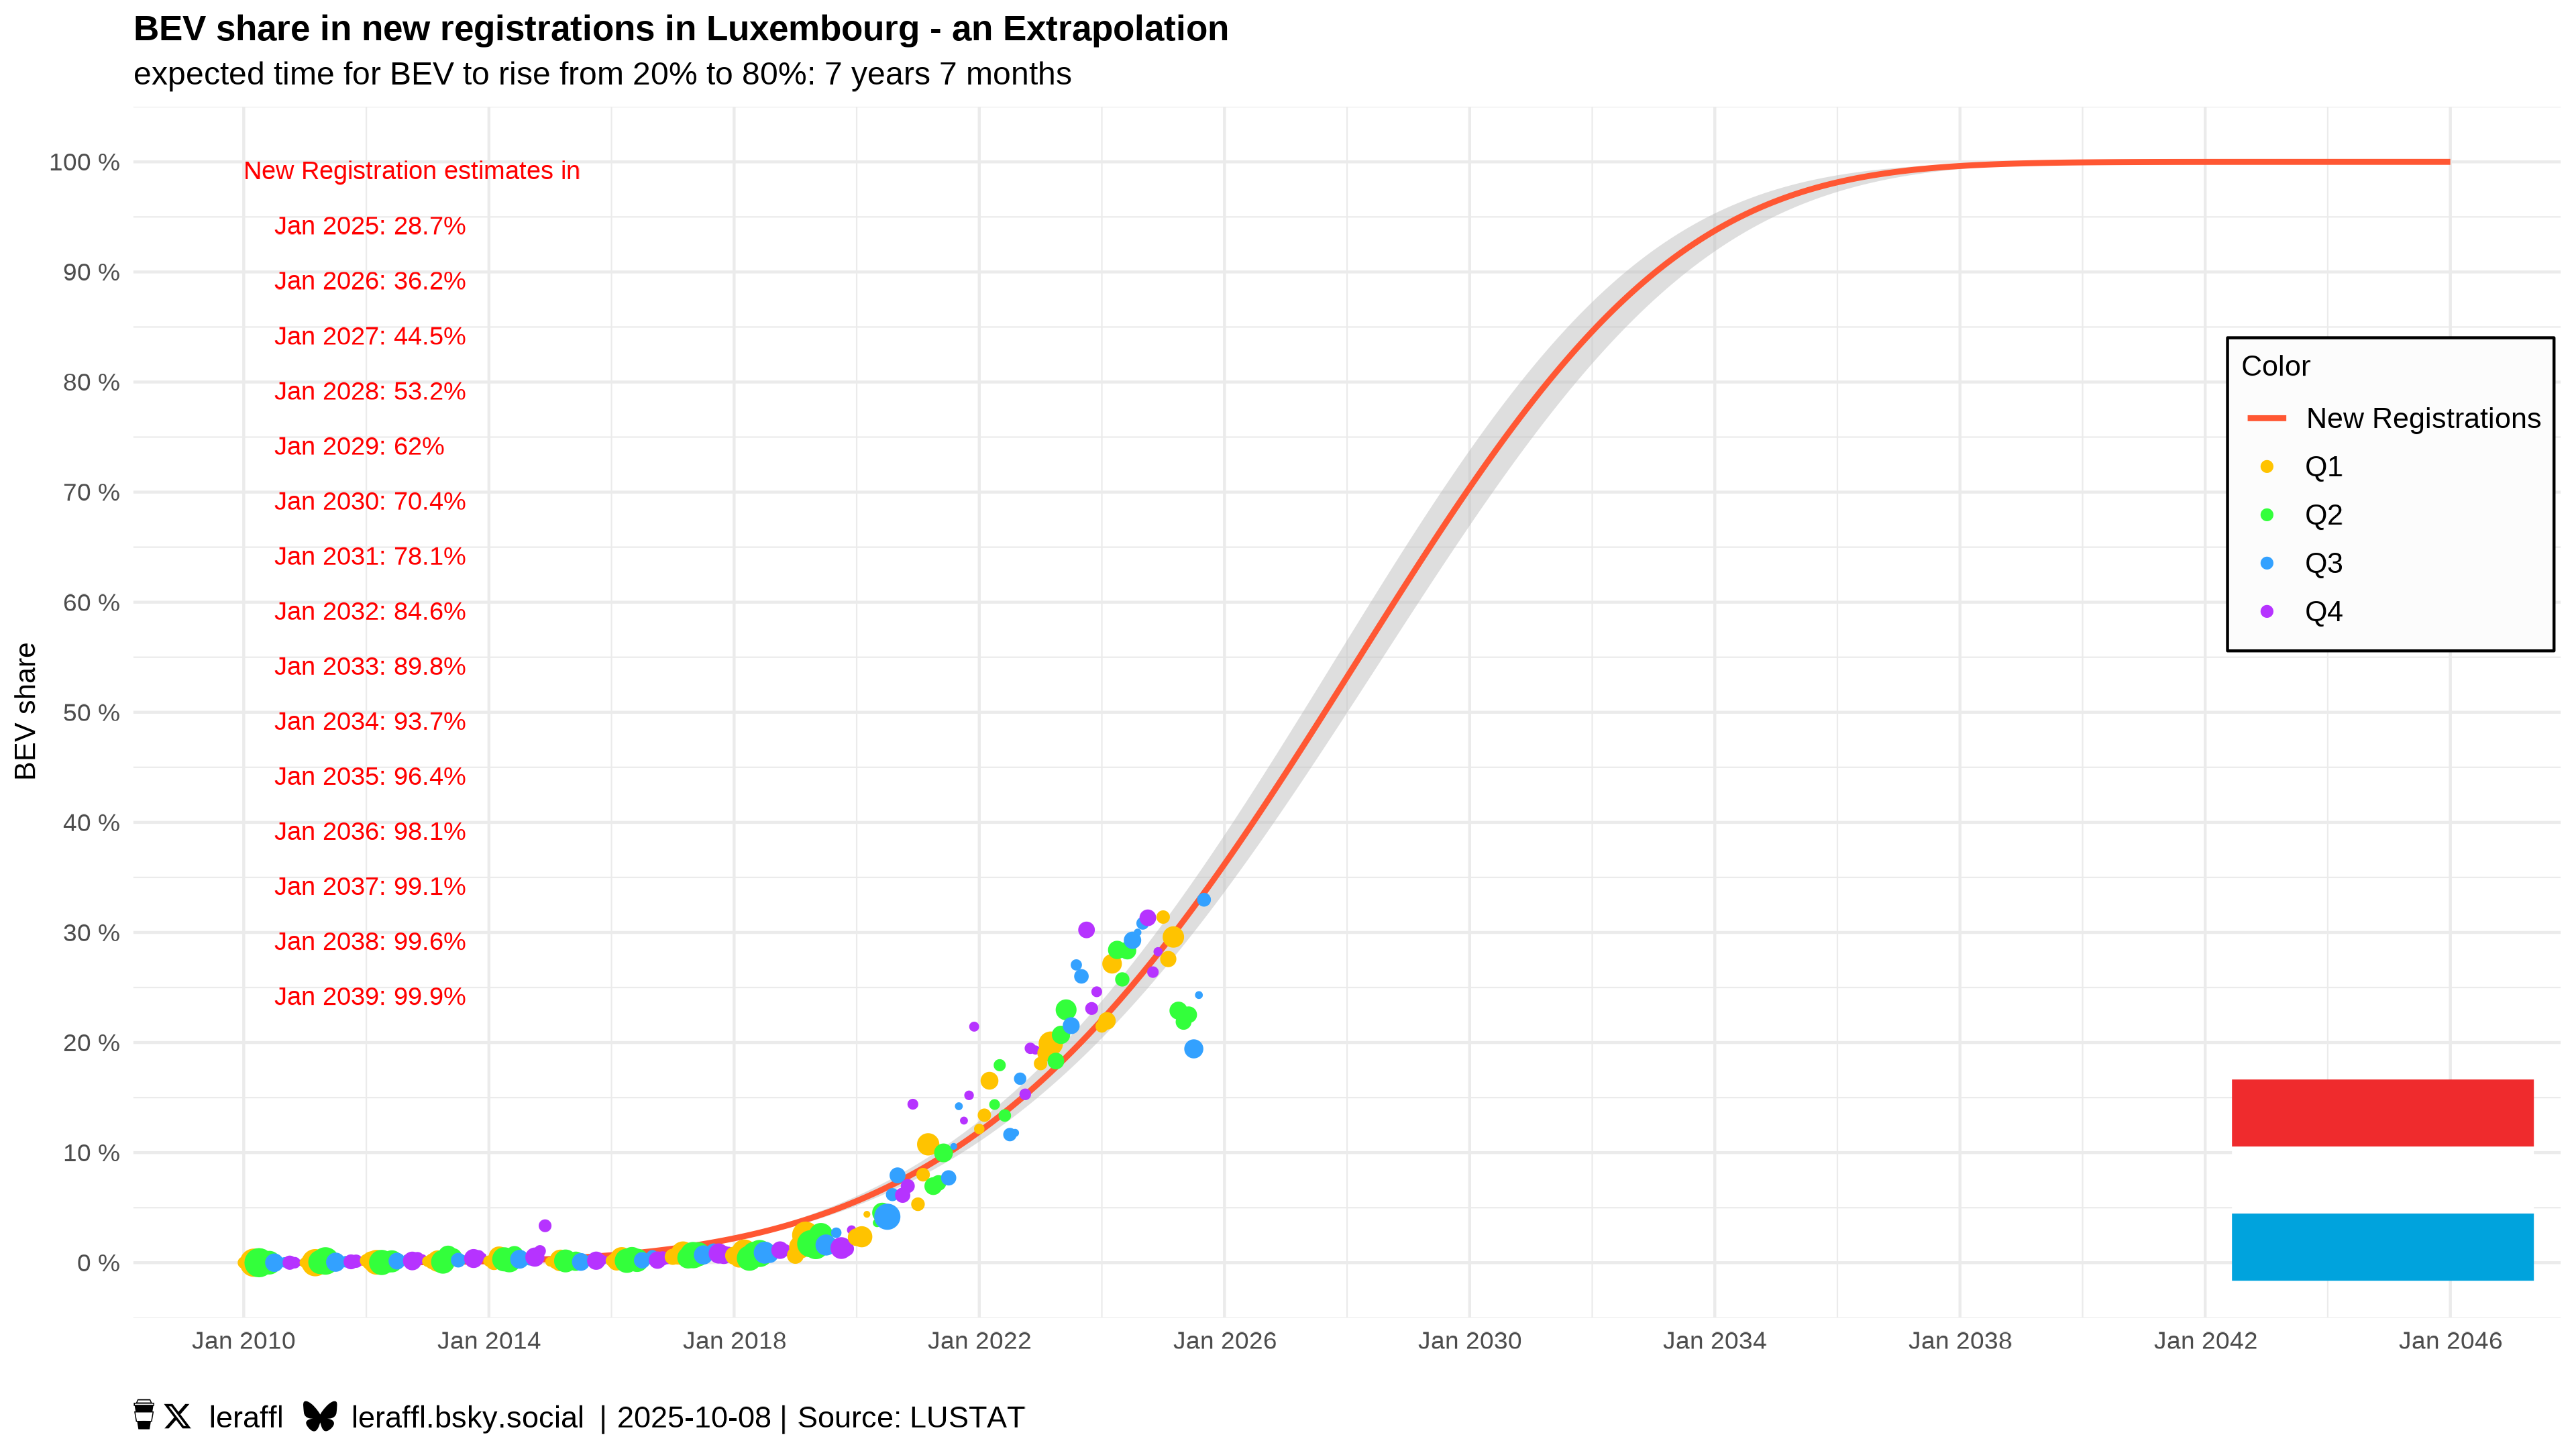 BEV share in new registrations in Luxembourg - an Extrapolation
expected time for BEV to rise from 20% to 80%: 7 years 7 months
BEV share
100 %
90 %
80 %
70 %
60 %
50 %
40 %
30 %
20 %
10 %
0 %
New Registration estimates in
Jan 2025: 28.7%
Jan 2026: 36.2%
Jan 2027: 44.5%
Jan 2028: 53.2%
Jan 2029: 62%
Jan 2030: 70.4%
Jan 2031: 78.1%
Jan 2032: 84.6%
Jan 2033: 89.8%
Jan 2034: 93.7%
Jan 2035: 96.4%
Jan 2036: 98.1%
Jan 2037: 99.1%
Jan 2038: 99.6%
Jan 2039: 99.9%
Color
New Registrations
Q1
Q2
Q3
Q4
Jan 2010 Jan 2014 Jan 2018 Jan 2022 Jan 2026 Jan 2030 Jan 2034 Jan 2038 Jan 2042 Jan 2046
leraffl leraffl.bsky.social | 2025-10-08 | Source: LUSTAT